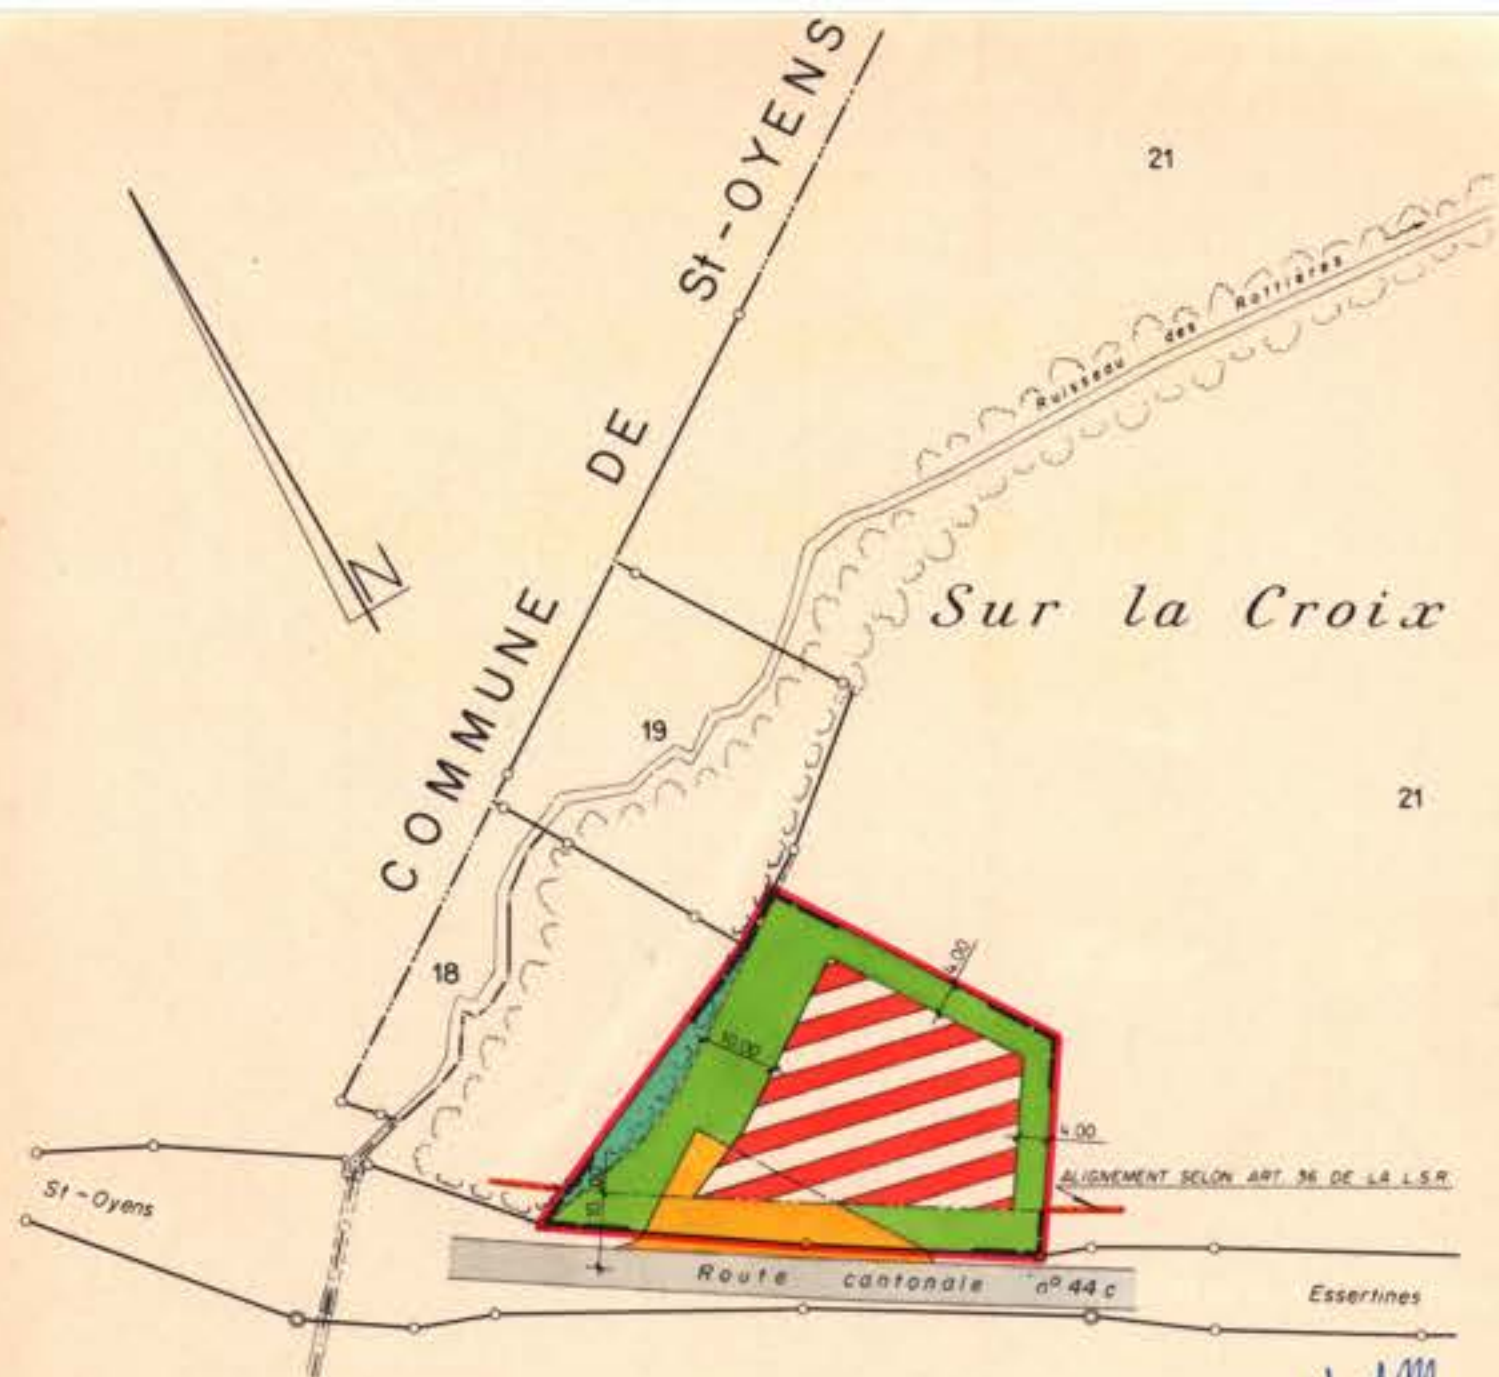 COMMUNE DE St-OYENS
21
Ruisseau des Rottières
N
Sur la Croix
19
21
18
4.00
10.00
4.00
ALIGNEMENT SELON ART. 36 DE LA L.S.R.
St-Oyens
Route cantonale n° 44 c
Essertines